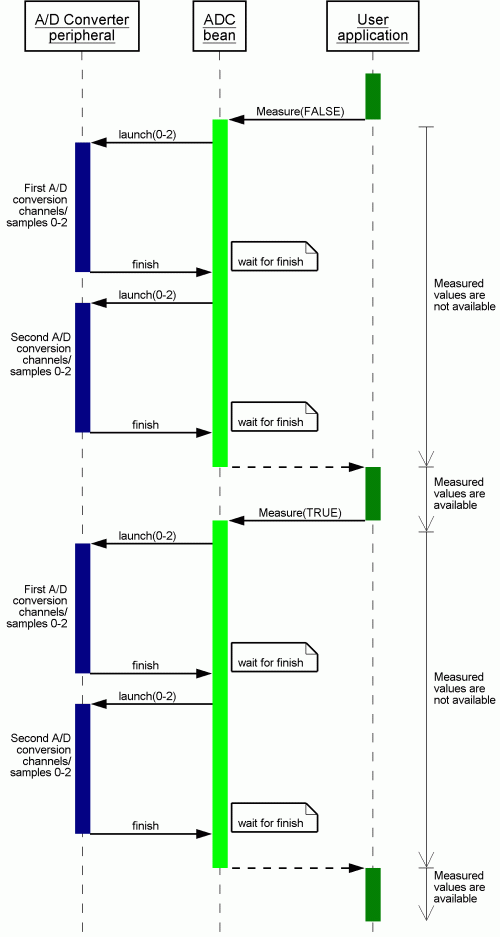 A/D Converter
peripheral
ADC
bean
User
application
Measure(FALSE)
launch(0-2)
First A/D
conversion
channels/
samples 0-2
wait for finish
finish
Measured
values are
not available
launch(0-2)
Second A/D
conversion
channels/
samples 0-2
wait for finish
finish
Measured
values are
available
Measure(TRUE)
launch(0-2)
First A/D
conversion
channels/
samples 0-2
wait for finish
finish
Measured
values are
not available
launch(0-2)
Second A/D
conversion
channels/
samples 0-2
wait for finish
finish
Measured
values are
available